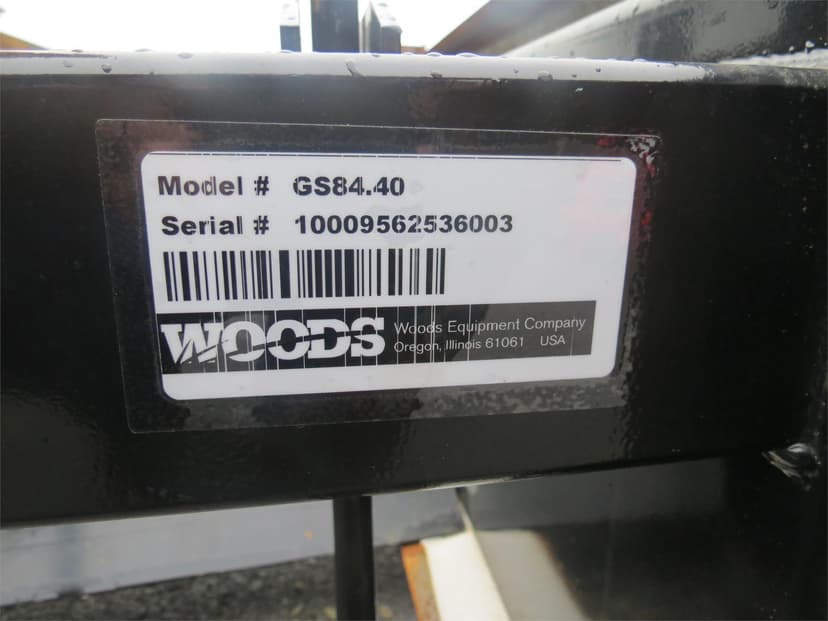 Model # GS84.40
Serial # 10009562536003
WOODS
Woods Equipment Company
Oregon, Illinois 61061 USA